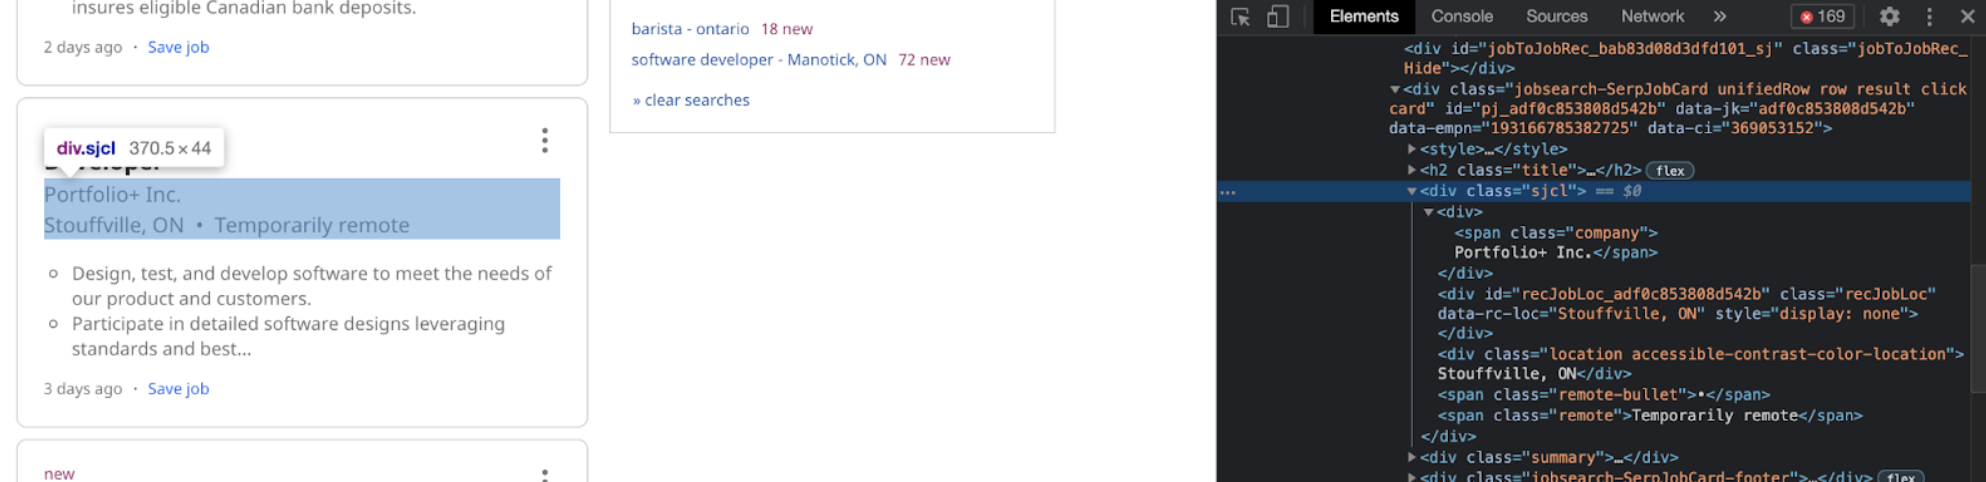 insures eligible Canadian bank deposits.
2 days ago · Save job
div.sjcl 370.5 × 44
Developer
Portfolio+ Inc.
Stouffville, ON • Temporarily remote
Design, test, and develop software to meet the needs of
our product and customers.
Participate in detailed software designs leveraging
standards and best...
3 days ago · Save job
new
barista - ontario 18 new
software developer - Manotick, ON 72 new
» clear searches
Elements Console Sources Network » 169
<div id="jobToJobRec_bab83d08d3dfd101_sj" class="jobToJobRec_
Hide"></div>
▼<div class="jobsearch-SerpJobCard unifiedRow row result click
card" id="pj_adf0c853808d542b" data-jk="adf0c853808d542b"
data-empn="193166785382725" data-ci="369053152">
▶<style>…</style>
▶<h2 class="title">…</h2> flex
… ▼<div class="sjcl"> == $0
▼<div>
<span class="company">
Portfolio+ Inc.</span>
</div>
<div id="recJobLoc_adf0c853808d542b" class="recJobLoc"
data-rc-loc="Stouffville, ON" style="display: none">
</div>
<div class="location accessible-contrast-color-location">
Stouffville, ON</div>
<span class="remote-bullet">•</span>
<span class="remote">Temporarily remote</span>
</div>
▶<div class="summary">…</div>
▶<div class="jobsearch-SerpJobCard-footer">…</div> flex